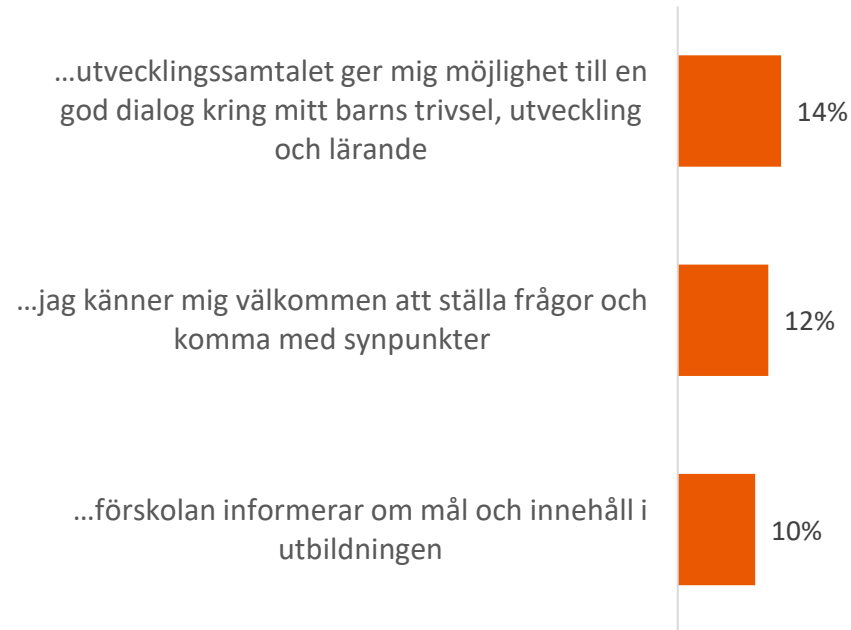 ...utvecklingssamtalet ger mig möjlighet till en
god dialog kring mitt barns trivsel, utveckling
och lärande
14%
...jag känner mig välkommen att ställa frågor och
komma med synpunkter
12%
...förskolan informerar om mål och innehåll i
utbildningen
10%